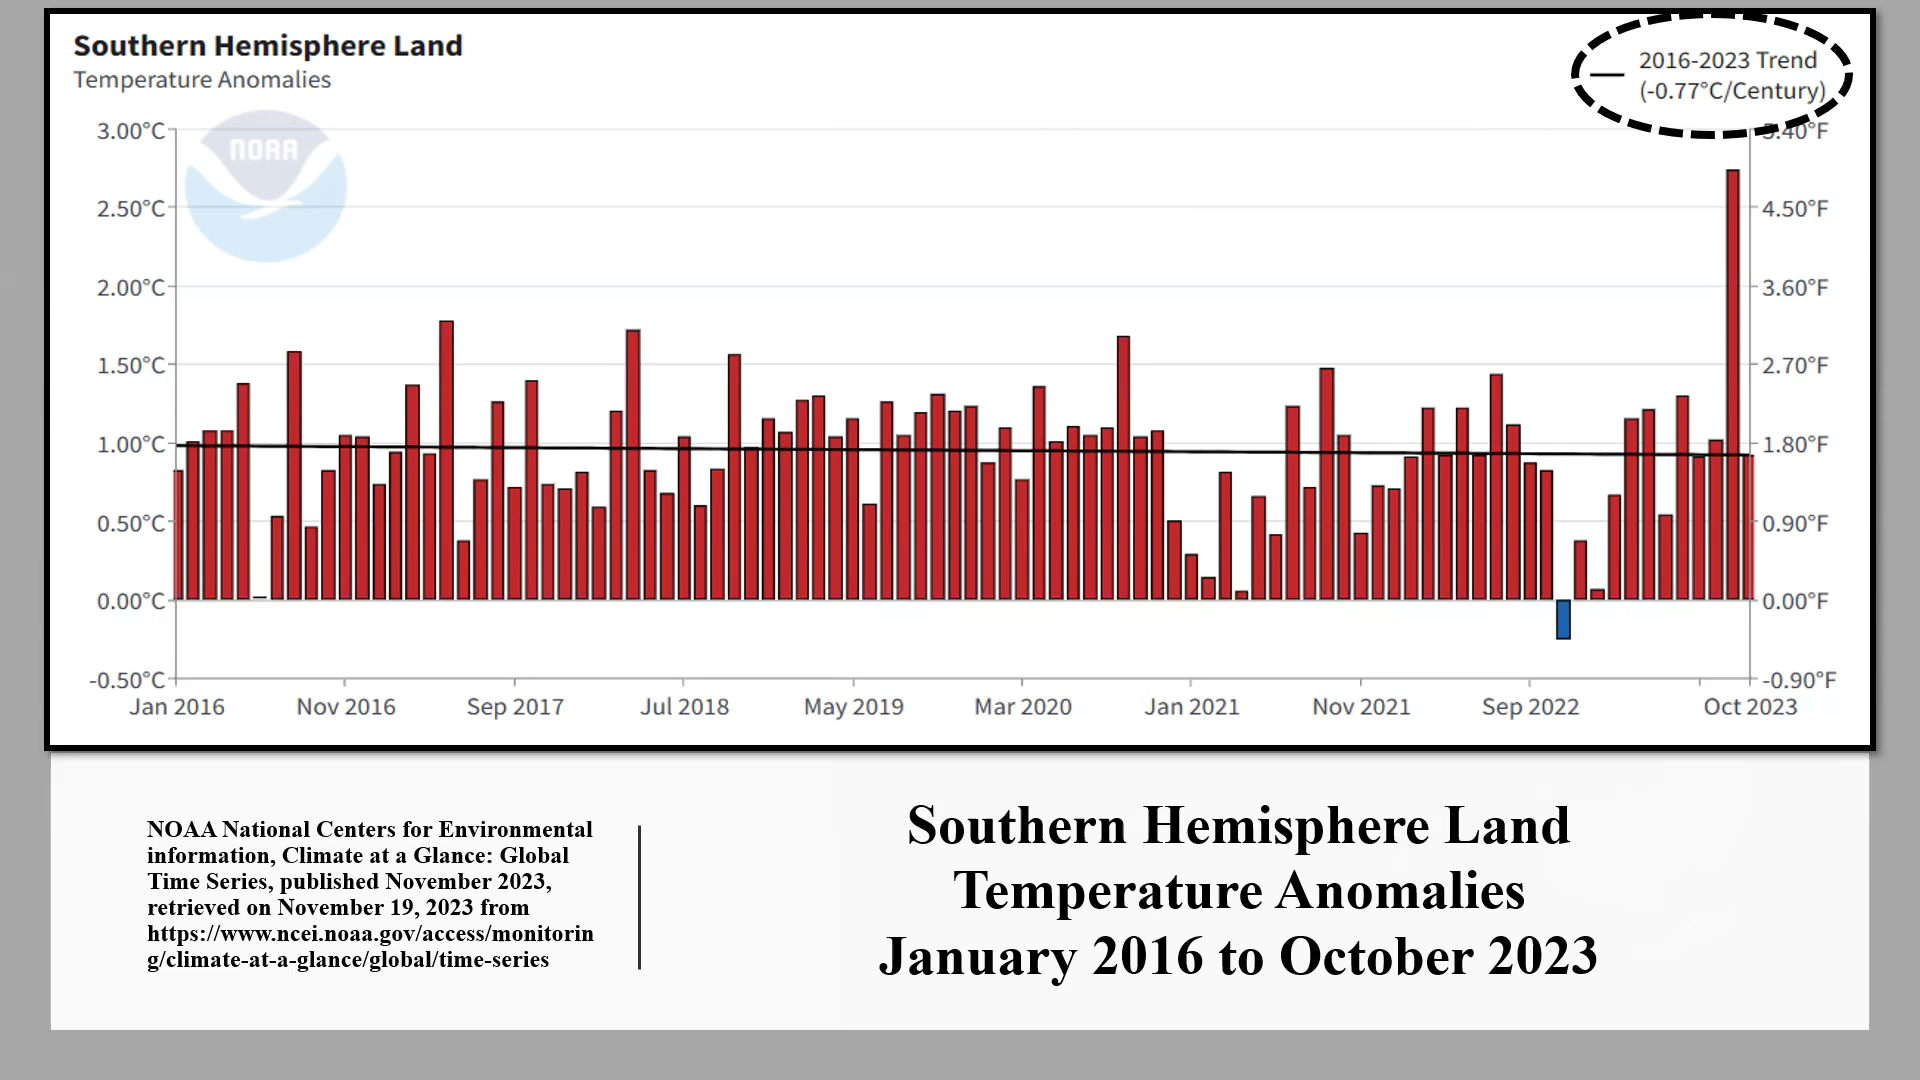 Southern Hemisphere Land
Temperature Anomalies
2016-2023 Trend
(-0.77°C/Century)
NOAA
3.00°C
2.50°C
2.00°C
1.50°C
1.00°C
0.50°C
0.00°C
-0.50°C
5.40°F
4.50°F
3.60°F
2.70°F
1.80°F
0.90°F
0.00°F
-0.90°F
Jan 2016 Nov 2016 Sep 2017 Jul 2018 May 2019 Mar 2020 Jan 2021 Nov 2021 Sep 2022 Oct 2023
NOAA National Centers for Environmental
information, Climate at a Glance: Global
Time Series, published November 2023,
retrieved on November 19, 2023 from
https://www.ncei.noaa.gov/access/monitorin
g/climate-at-a-glance/global/time-series
Southern Hemisphere Land
Temperature Anomalies
January 2016 to October 2023